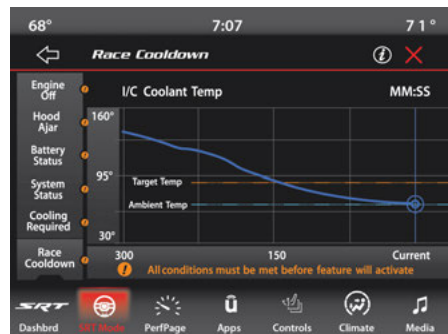 68° 7:07 71°
Race Cooldown i
Engine
Off
Hood
Ajar
Battery
Status
System
Status
Cooling
Required
Race
Cooldown
I/C Coolant Temp MM:SS
160°
95°
30°
Target Temp
Ambient Temp
300 150 Current
! All conditions must be met before feature will activate
SRT
Dashbrd SRT Mode PerfPage Apps Controls Climate Media